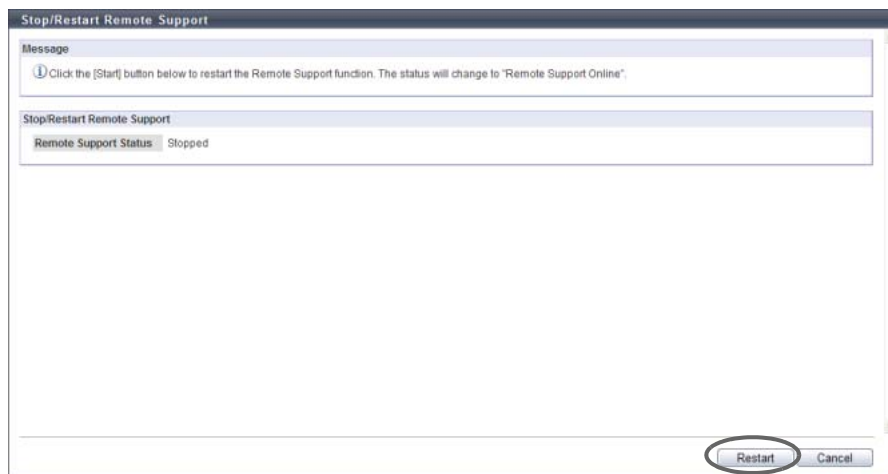 Stop/Restart Remote Support
Message
Click the [Start] button below to restart the Remote Support function. The status will change to "Remote Support Online".
Stop/Restart Remote Support
Remote Support Status Stopped
Restart Cancel